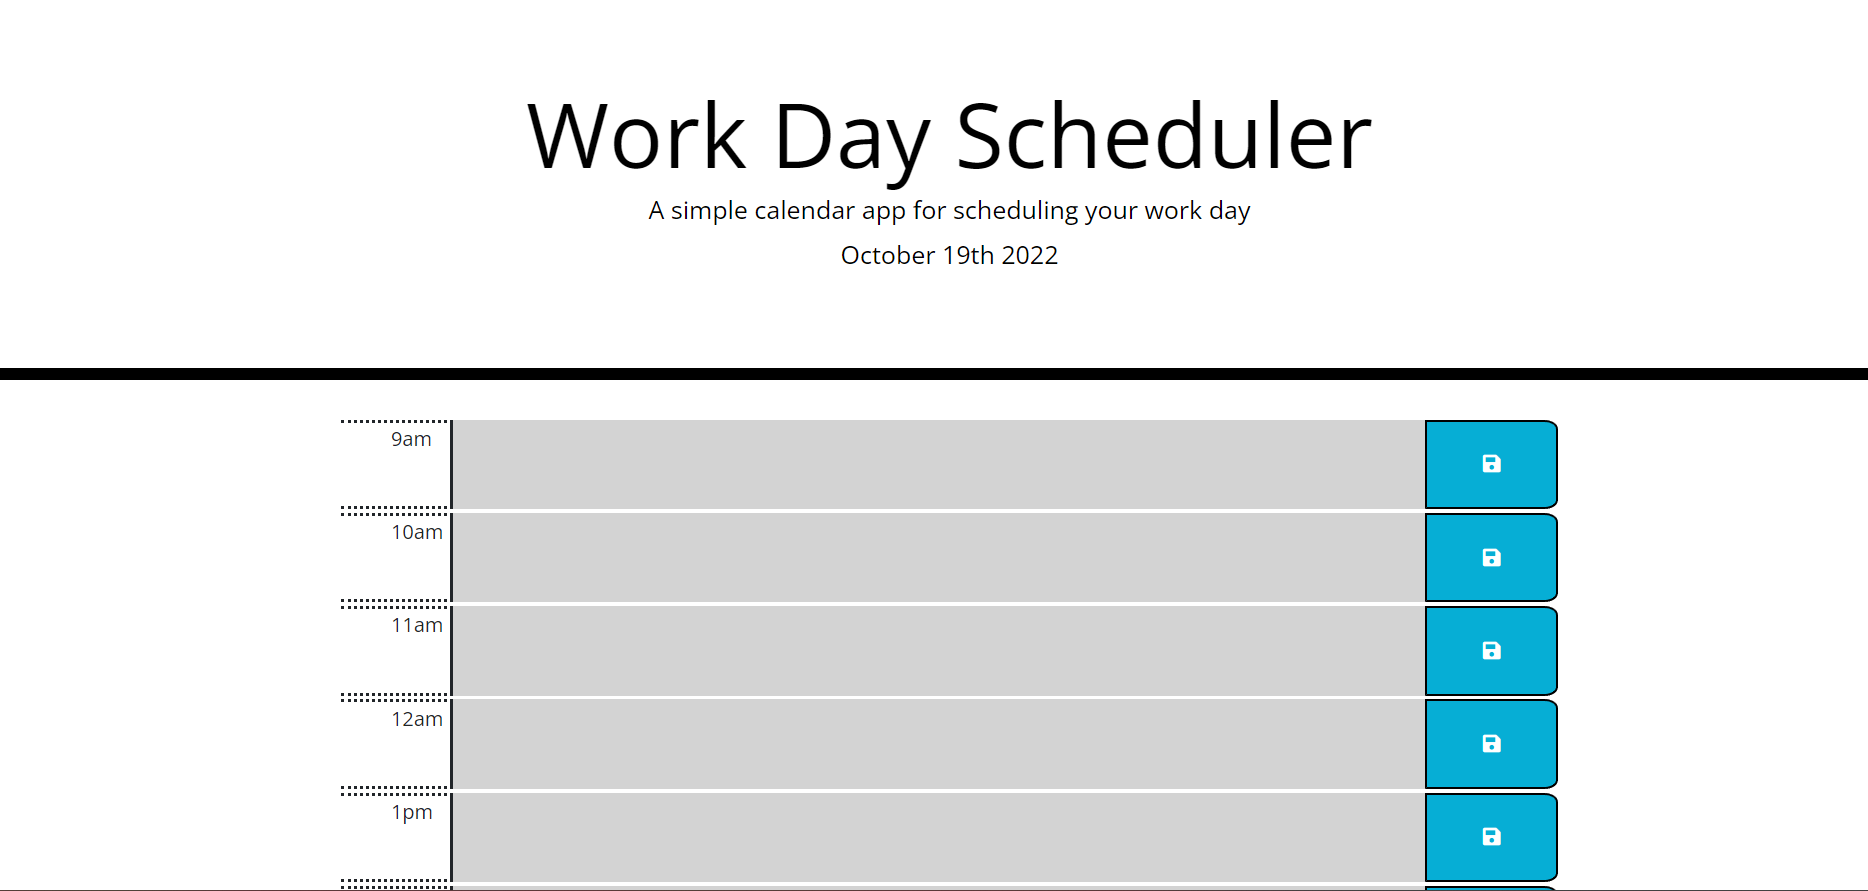 Work Day Scheduler
A simple calendar app for scheduling your work day
October 19th 2022
9am
10am
11am
12am
1pm